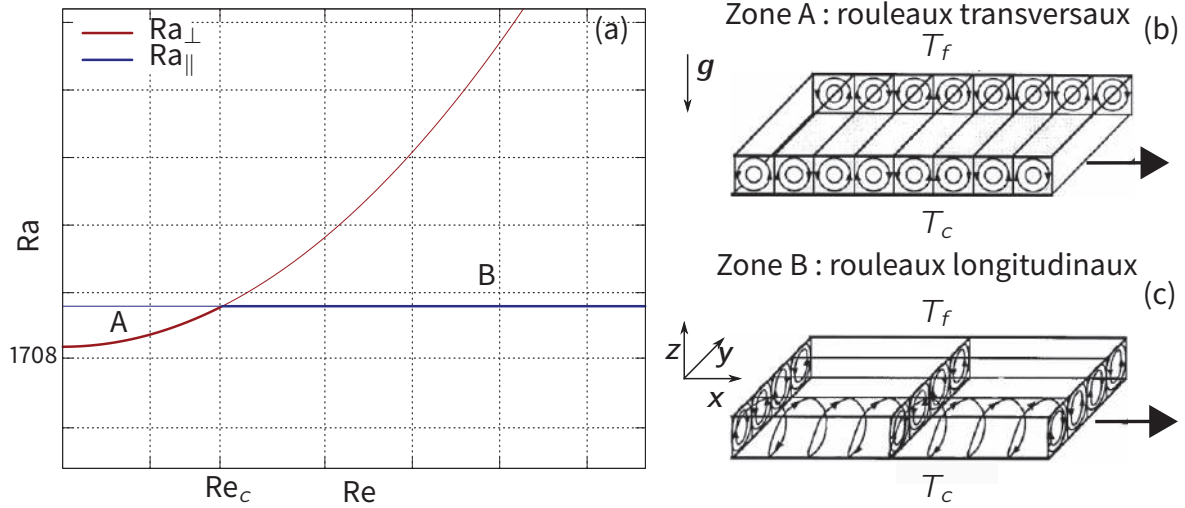 Ra⊥
Ra∥
(a)
Ra
A
B
1708
Re_c
Re
Zone A : rouleaux transversaux
(b)
T_f
g
T_c
Zone B : rouleaux longitudinaux
(c)
T_f
z
y
x
T_c